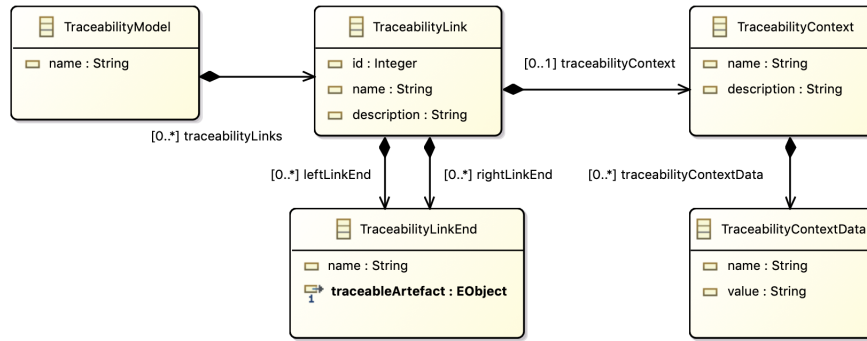 TraceabilityModel
name : String
[0..*] traceabilityLinks
TraceabilityLink
id : Integer
name : String
description : String
[0..1] traceabilityContext
TraceabilityContext
name : String
description : String
[0..*] leftLinkEnd
[0..*] rightLinkEnd
[0..*] traceabilityContextData
TraceabilityLinkEnd
name : String
1
traceableArtefact : EObject
TraceabilityContextData
name : String
value : String